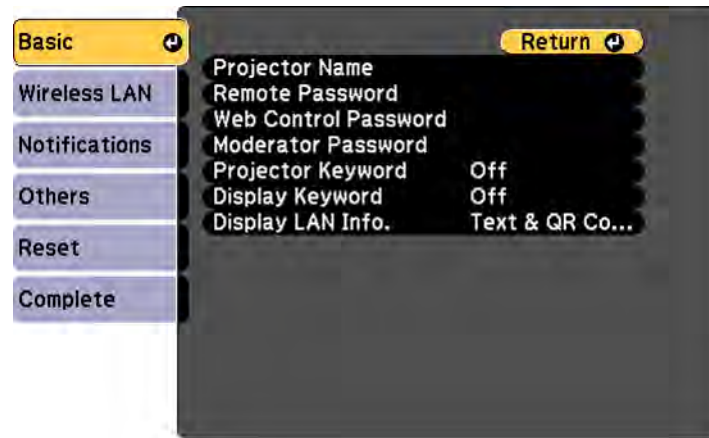 Basic
Wireless LAN
Notifications
Others
Reset
Complete
Return
Projector Name
Remote Password
Web Control Password
Moderator Password
Projector Keyword Off
Display Keyword Off
Display LAN Info. Text & QR Co...